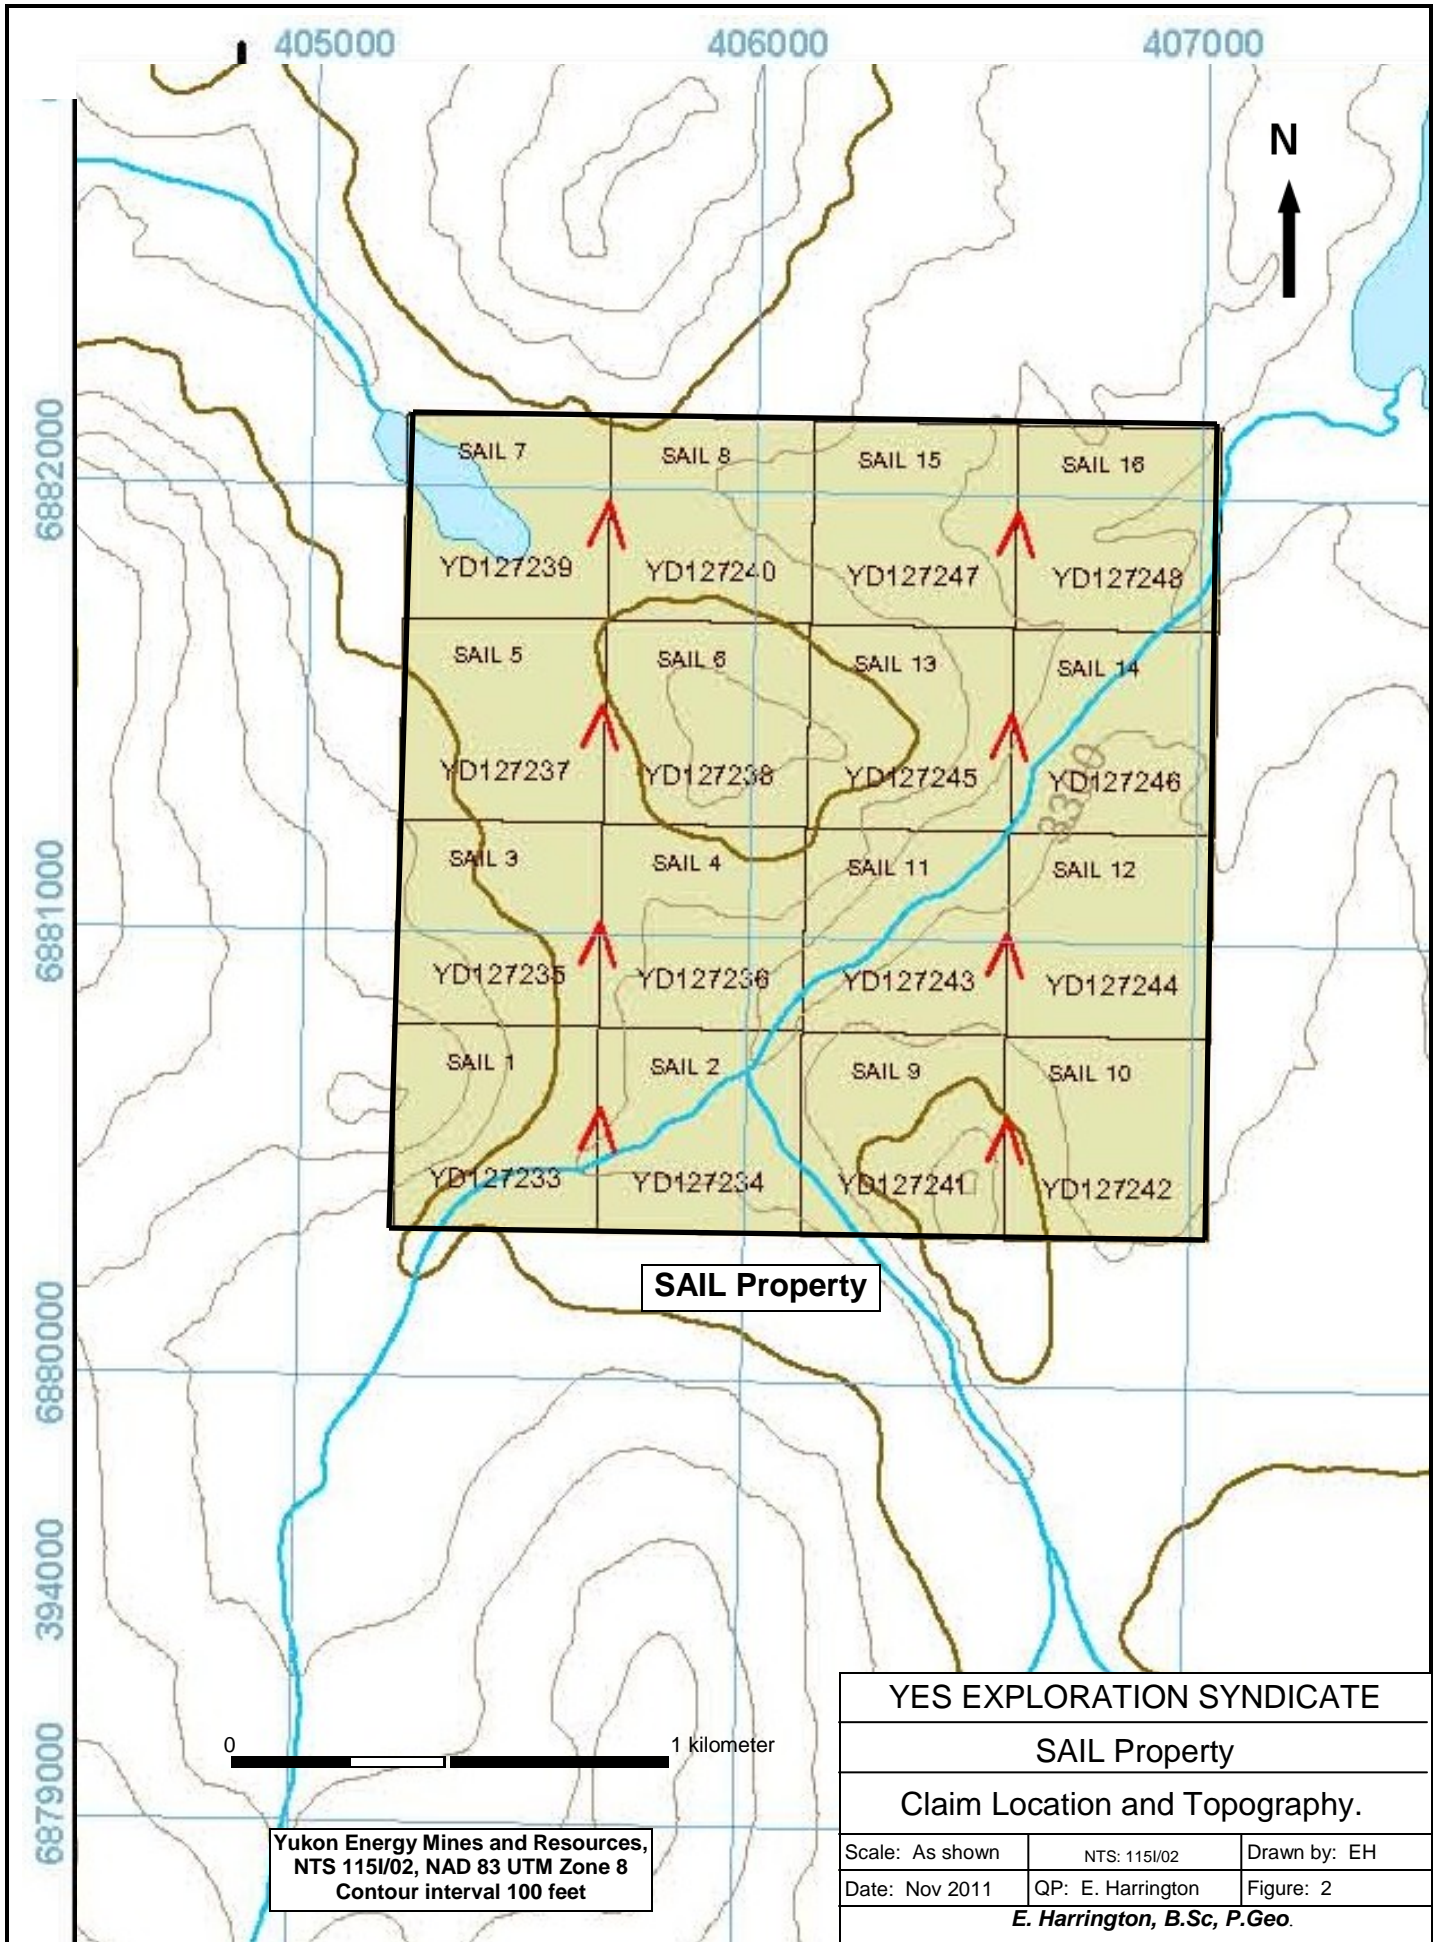 405000 406000 407000
N
6882000
SAIL 7 SAIL 8 SAIL 15 SAIL 16
YD127239 YD127240 YD127247 YD127248
SAIL 5 SAIL 6 SAIL 13 SAIL 14
YD127237 YD127238 YD127245 YD127246
3300
6881000
SAIL 3 SAIL 4 SAIL 11 SAIL 12
YD127235 YD127236 YD127243 YD127244
SAIL 1 SAIL 2 SAIL 9 SAIL 10
YD127233 YD127234 YD127241 YD127242
SAIL Property
6880000
394000
6879000
0 1 kilometer
Yukon Energy Mines and Resources,
NTS 115I/02, NAD 83 UTM Zone 8
Contour interval 100 feet
YES EXPLORATION SYNDICATE
SAIL Property
Claim Location and Topography.
Scale: As shown NTS: 115I/02 Drawn by: EH
Date: Nov 2011 QP: E. Harrington Figure: 2
E. Harrington, B.Sc, P.Geo.